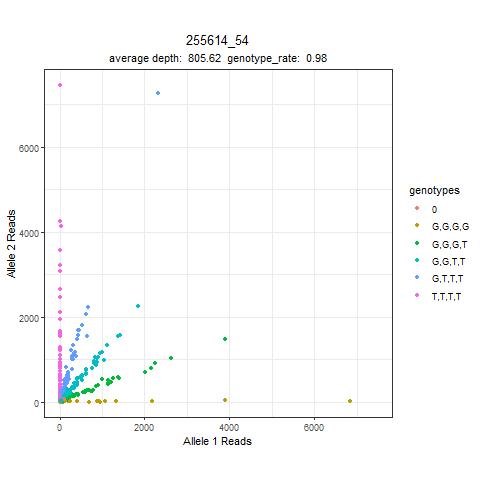 255614_54
average depth:  805.62  genotype_rate:  0.98
6000
4000
2000
0
Allele 2 Reads
0 2000 4000 6000
Allele 1 Reads
genotypes
0
G,G,G,G
G,G,G,T
G,G,T,T
G,T,T,T
T,T,T,T